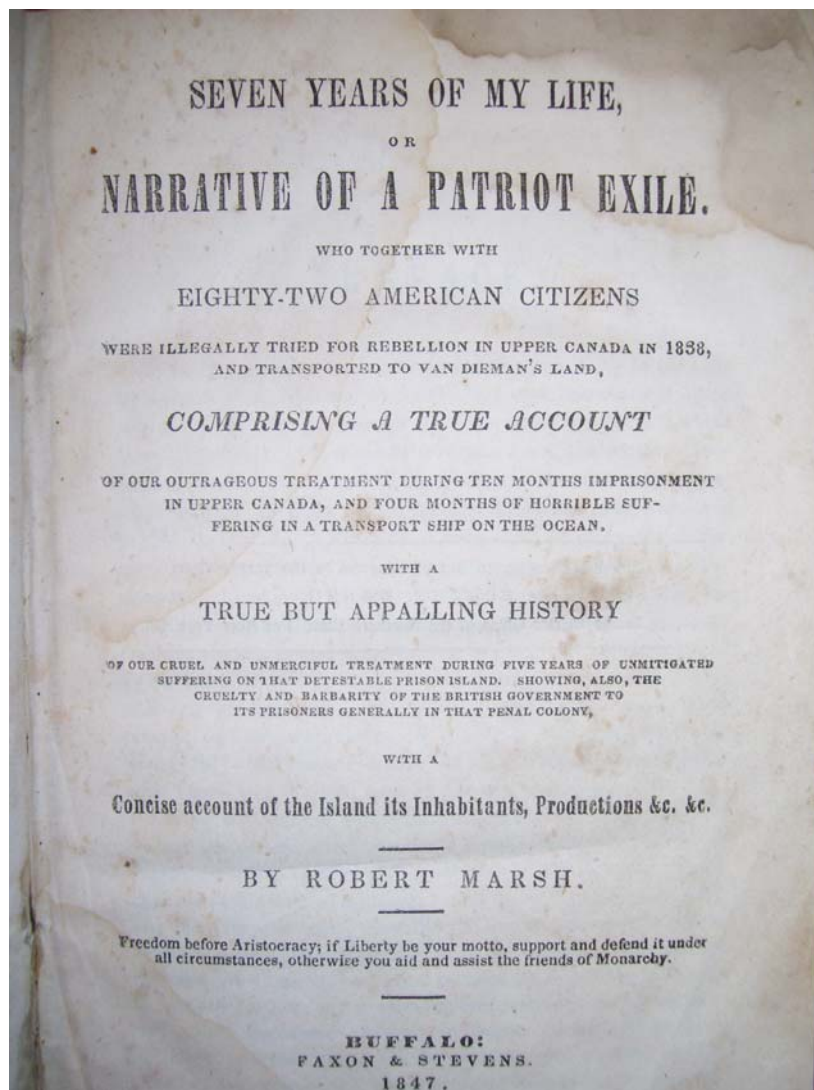 SEVEN YEARS OF MY LIFE,
OR
NARRATIVE OF A PATRIOT EXILE.
WHO TOGETHER WITH
EIGHTY-TWO AMERICAN CITIZENS
WERE ILLEGALLY TRIED FOR REBELLION IN UPPER CANADA IN 1838,
AND TRANSPORTED TO VAN DIEMAN'S LAND,
COMPRISING A TRUE ACCOUNT
OF OUR OUTRAGEOUS TREATMENT DURING TEN MONTHS IMPRISONMENT
IN UPPER CANADA, AND FOUR MONTHS OF HORRIBLE SUF-
FERING IN A TRANSPORT SHIP ON THE OCEAN.
WITH A
TRUE BUT APPALLING HISTORY
OF OUR CRUEL AND UNMERCIFUL TREATMENT DURING FIVE YEARS OF UNMITIGATED
SUFFERING ON THAT DETESTABLE PRISON ISLAND. SHOWING, ALSO, THE
CRUELTY AND BARBARITY OF THE BRITISH GOVERNMENT TO
ITS PRISONERS GENERALLY IN THAT PENAL COLONY,
WITH A
Concise account of the Island its Inhabitants, Productions &c. &c.
BY ROBERT MARSH.
Freedom before Aristocracy; if Liberty be your motto, support and defend it under
all circumstances, otherwise you aid and assist the friends of Monarchy.
BUFFALO:
FAXON & STEVENS.
1847.